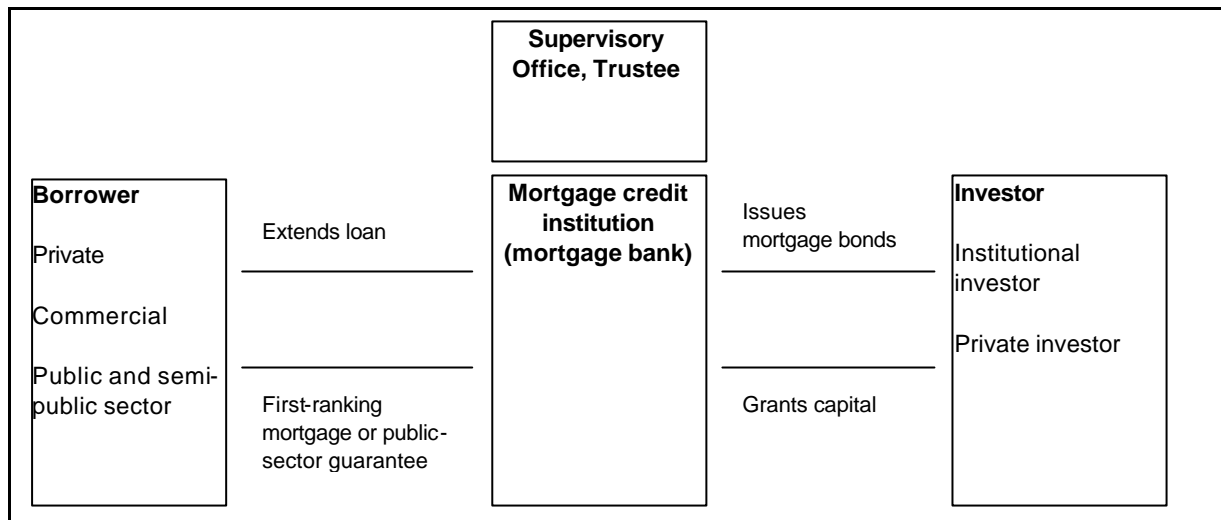 Supervisory
Office, Trustee
Borrower
Private
Commercial
Public and semi-
public sector
Extends loan
First-ranking
mortgage or public-
sector guarantee
Mortgage credit
institution
(mortgage bank)
Issues
mortgage bonds
Grants capital
Investor
Institutional
investor
Private investor